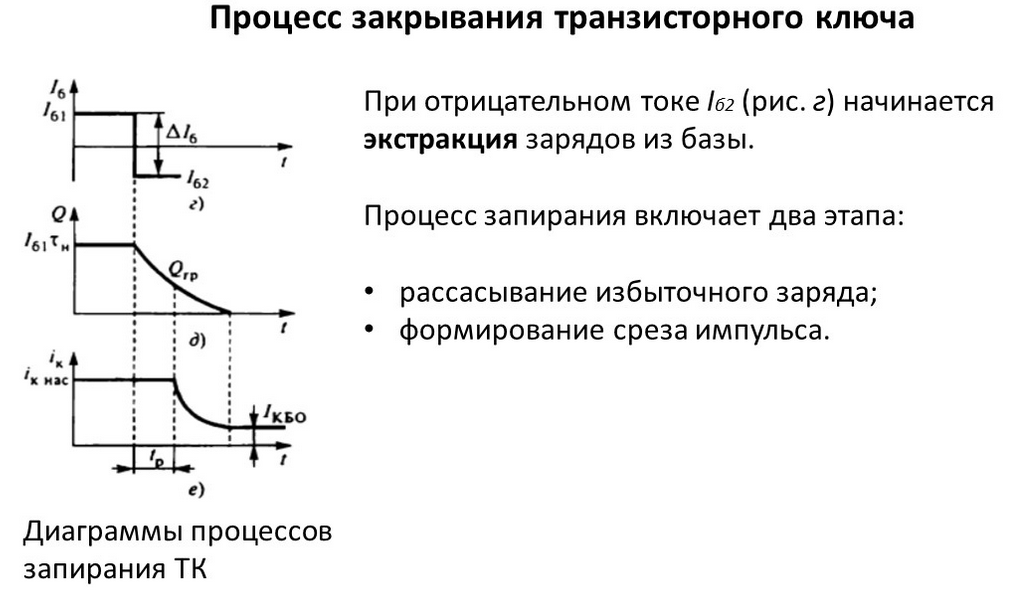 Процесс закрывания транзисторного ключа
Iб
Iб1
ΔIб
t
Iб2
г)
Q
Iб1τн
Qгр
t
д)
iк
iк нас
IКБО
tр
t
е)
Диаграммы процессов
запирания ТК
При отрицательном токе Iб2 (рис. г) начинается
экстракция зарядов из базы.
Процесс запирания включает два этапа:
• рассасывание избыточного заряда;
• формирование среза импульса.